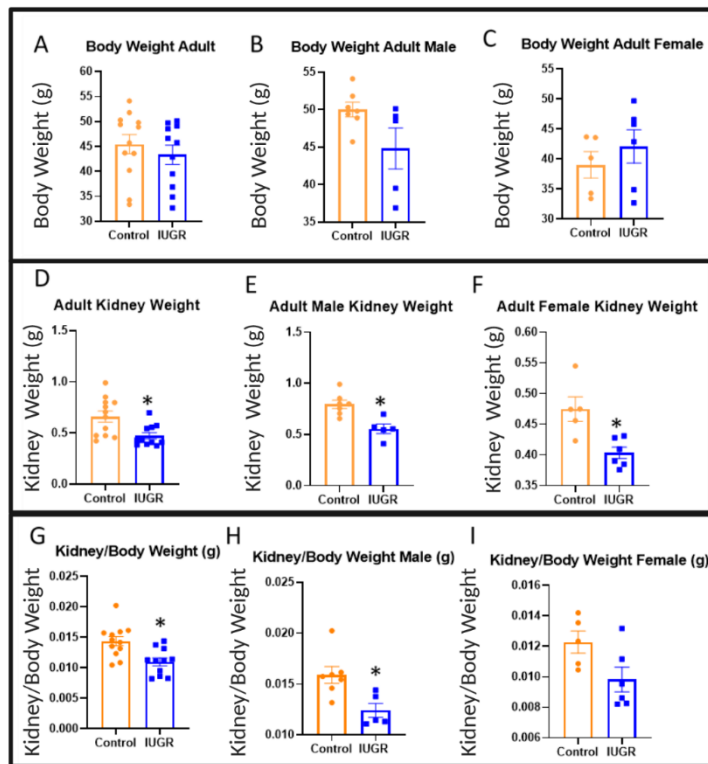 A
Body Weight Adult
Body Weight (g)
60
55
50
45
40
35
30
Control
IUGR
B
Body Weight Adult Male
Body Weight (g)
55
50
45
40
35
Control
IUGR
C
Body Weight Adult Female
Body Weight (g)
55
50
45
40
35
30
Control
IUGR
D
Adult Kidney Weight
Kidney Weight (g)
1.5
1.0
0.5
0.0
*
Control
IUGR
E
Adult Male Kidney Weight
Kidney Weight (g)
1.5
1.0
0.5
0.0
*
Control
IUGR
F
Adult Female Kidney Weight
Kidney Weight (g)
0.60
0.55
0.50
0.45
0.40
0.35
*
Control
IUGR
G
Kidney/Body Weight (g)
Kidney/Body Weight
0.025
0.020
0.015
0.010
0.005
0.000
*
Control
IUGR
H
Kidney/Body Weight Male (g)
Kidney/Body Weight
0.025
0.020
0.015
0.010
*
Control
IUGR
I
Kidney/Body Weight Female (g)
Kidney/Body Weight
0.016
0.014
0.012
0.010
0.008
0.006
Control
IUGR